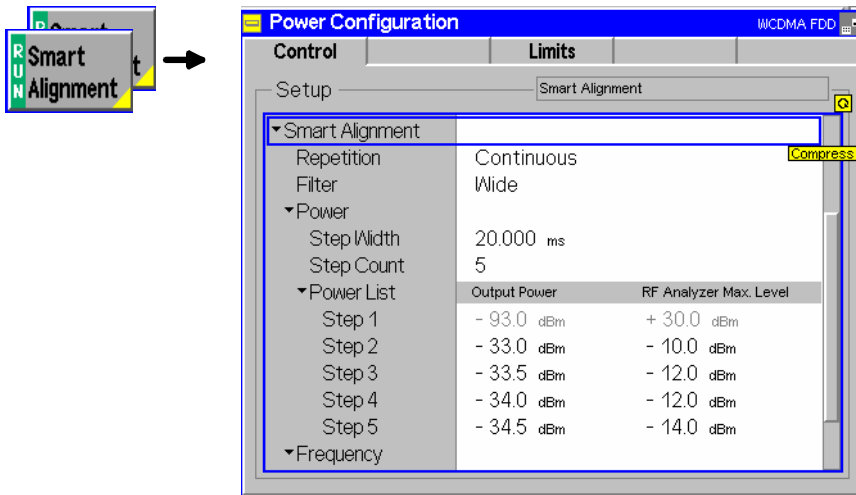 RUN Smart Alignment
t
Power Configuration WCDMA FDD
Control Limits
Setup Smart Alignment
Smart Alignment
Compress
Repetition Continuous
Filter Wide
Power
Step Width 20.000 ms
Step Count 5
Power List Output Power RF Analyzer Max. Level
Step 1 - 93.0 dBm + 30.0 dBm
Step 2 - 33.0 dBm - 10.0 dBm
Step 3 - 33.5 dBm - 12.0 dBm
Step 4 - 34.0 dBm - 12.0 dBm
Step 5 - 34.5 dBm - 14.0 dBm
Frequency